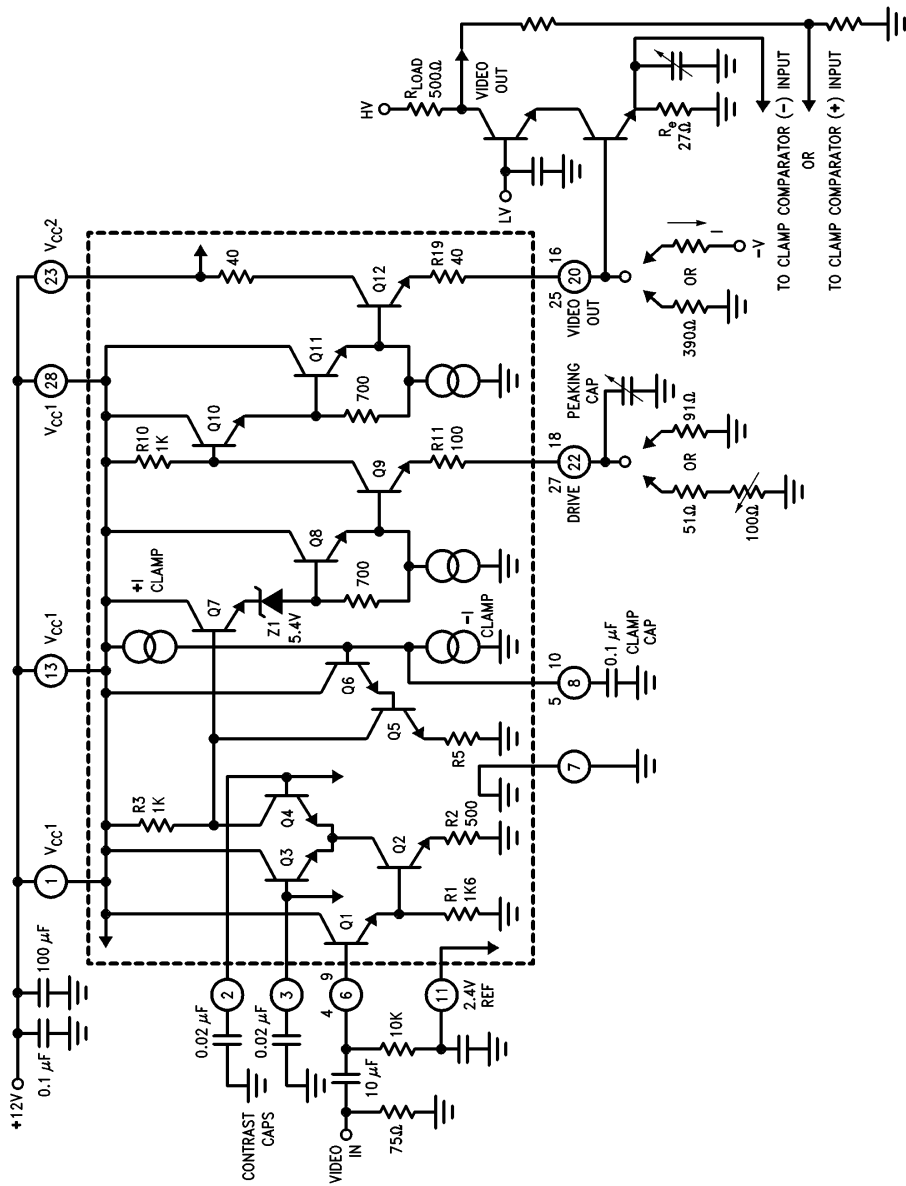 +12V
0.1 µF
100 µF
1
VCC1
13
VCC1
28
VCC1
23
VCC2
CONTRAST
CAPS
0.02 µF
2
0.02 µF
3
VIDEO
IN
75Ω
10 µF
10K
4
9
6
11
2.4V
REF
Q1
R1
1K6
Q2
R2
500
Q3
Q4
R3
1K
Q5
R5
Q6
+I
CLAMP
-I
CLAMP
Q7
Z1
5.4V
Q8
700
Q9
R10
1K
R11
100
Q10
Q11
700
Q12
40
R19
40
7
5
10
8
0.1 µF
CLAMP
CAP
27
18
22
DRIVE
PEAKING
CAP
51Ω
100Ω
OR
91Ω
25
16
20
VIDEO
OUT
390Ω
OR
I
-V
LV
HV
RLOAD
500Ω
VIDEO
OUT
Re
27Ω
TO CLAMP COMPARATOR (-) INPUT
OR
TO CLAMP COMPARATOR (+) INPUT